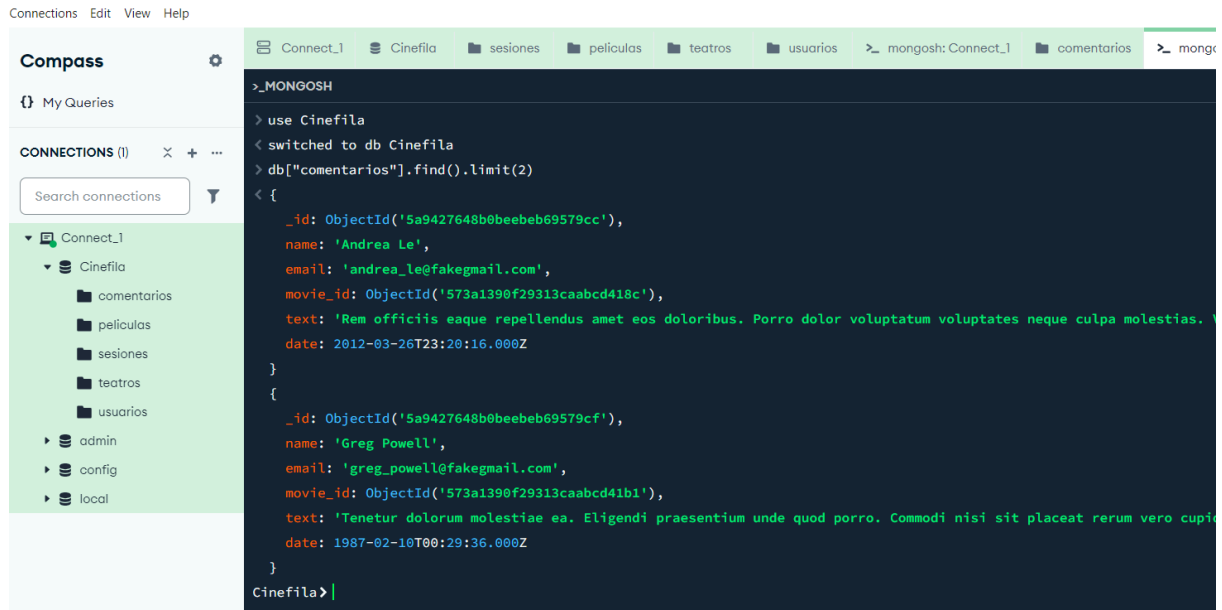 Connections Edit View Help
Compass
{} My Queries
CONNECTIONS (1)
Search connections
Connect_1
Cinefila
comentarios
peliculas
sesiones
teatros
usuarios
admin
config
local
Connect_1 Cinefila sesiones peliculas teatros usuarios >_ mongosh: Connect_1 comentarios >_
>_MONGOSH
> use Cinefila
< switched to db Cinefila
> db["comentarios"].find().limit(2)
< {
_id: ObjectId('5a9427648b0beebeb69579cc'),
name: 'Andrea Le',
email: 'andrea_le@fakegmail.com',
movie_id: ObjectId('573a1390f29313caabcd418c'),
text: 'Rem officiis eaque repellendus amet eos doloribus. Porro dolor voluptatum voluptates neque culpa molestias.
date: 2012-03-26T23:20:16.000Z
}
{
_id: ObjectId('5a9427648b0beebeb69579cf'),
name: 'Greg Powell',
email: 'greg_powell@fakegmail.com',
movie_id: ObjectId('573a1390f29313caabcd41b1'),
text: 'Tenetur dolorum molestiae ea. Eligendi praesentium unde quod porro. Commodi nisi sit placeat rerum vero
date: 1987-02-10T00:29:36.000Z
}
Cinefila>